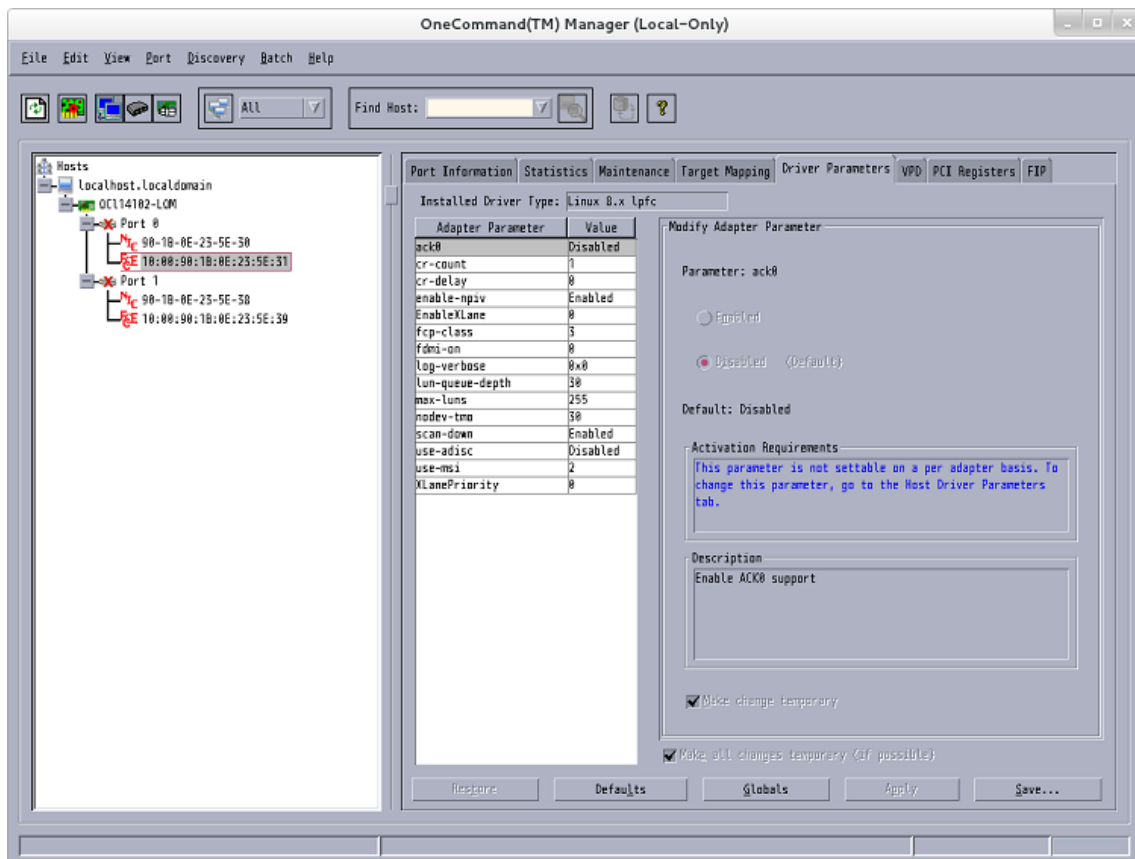 OneCommand(TM) Manager (Local-Only)
File Edit View Port Discovery Batch Help
All Find Host:
Hosts
localhost.localdomain
OCl14102-LOM
Port 0
NIC 90-1B-0E-23-5E-30
FCoE 10:00:90:1B:0E:23:5E:31
Port 1
NIC 90-1B-0E-23-5E-38
FCoE 10:00:90:1B:0E:23:5E:39
Port Information Statistics Maintenance Target Mapping Driver Parameters VPD PCI Registers FIP
Installed Driver Type: Linux 8.x lpfc
Adapter Parameter Value
ack0 Disabled
cr-count 1
cr-delay 0
enable-npiv Enabled
EnableXLane 0
fcp-class 3
fdmi-on 0
log-verbose 0x0
lun-queue-depth 30
max-luns 255
nodev-tmo 30
scan-down Enabled
use-adisc Disabled
use-msi 2
XLanePriority 0
Modify Adapter Parameter
Parameter: ack0
Enabled
Disabled (Default)
Default: Disabled
Activation Requirements
This parameter is not settable on a per adapter basis. To
change this parameter, go to the Host Driver Parameters
tab.
Description
Enable ACK0 support
Make change temporary
Make all changes temporary (if possible)
Restore Defaults Globals Apply Save...